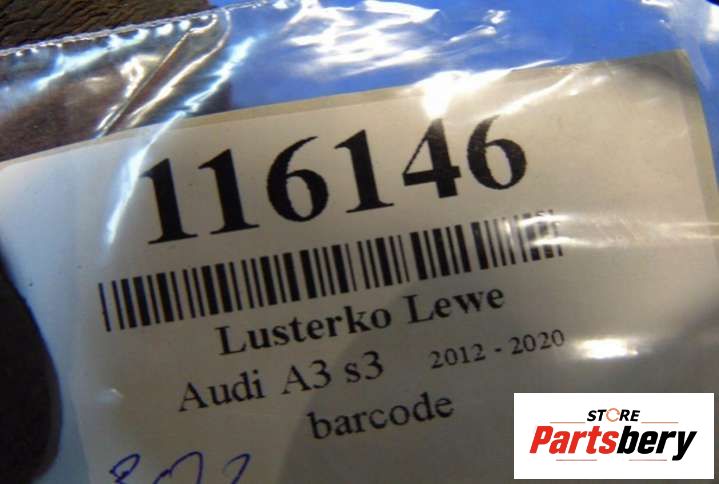 116146
Lusterko Lewe
Audi A3 s3 2012 - 2020
barcode
STORE
Partsbery